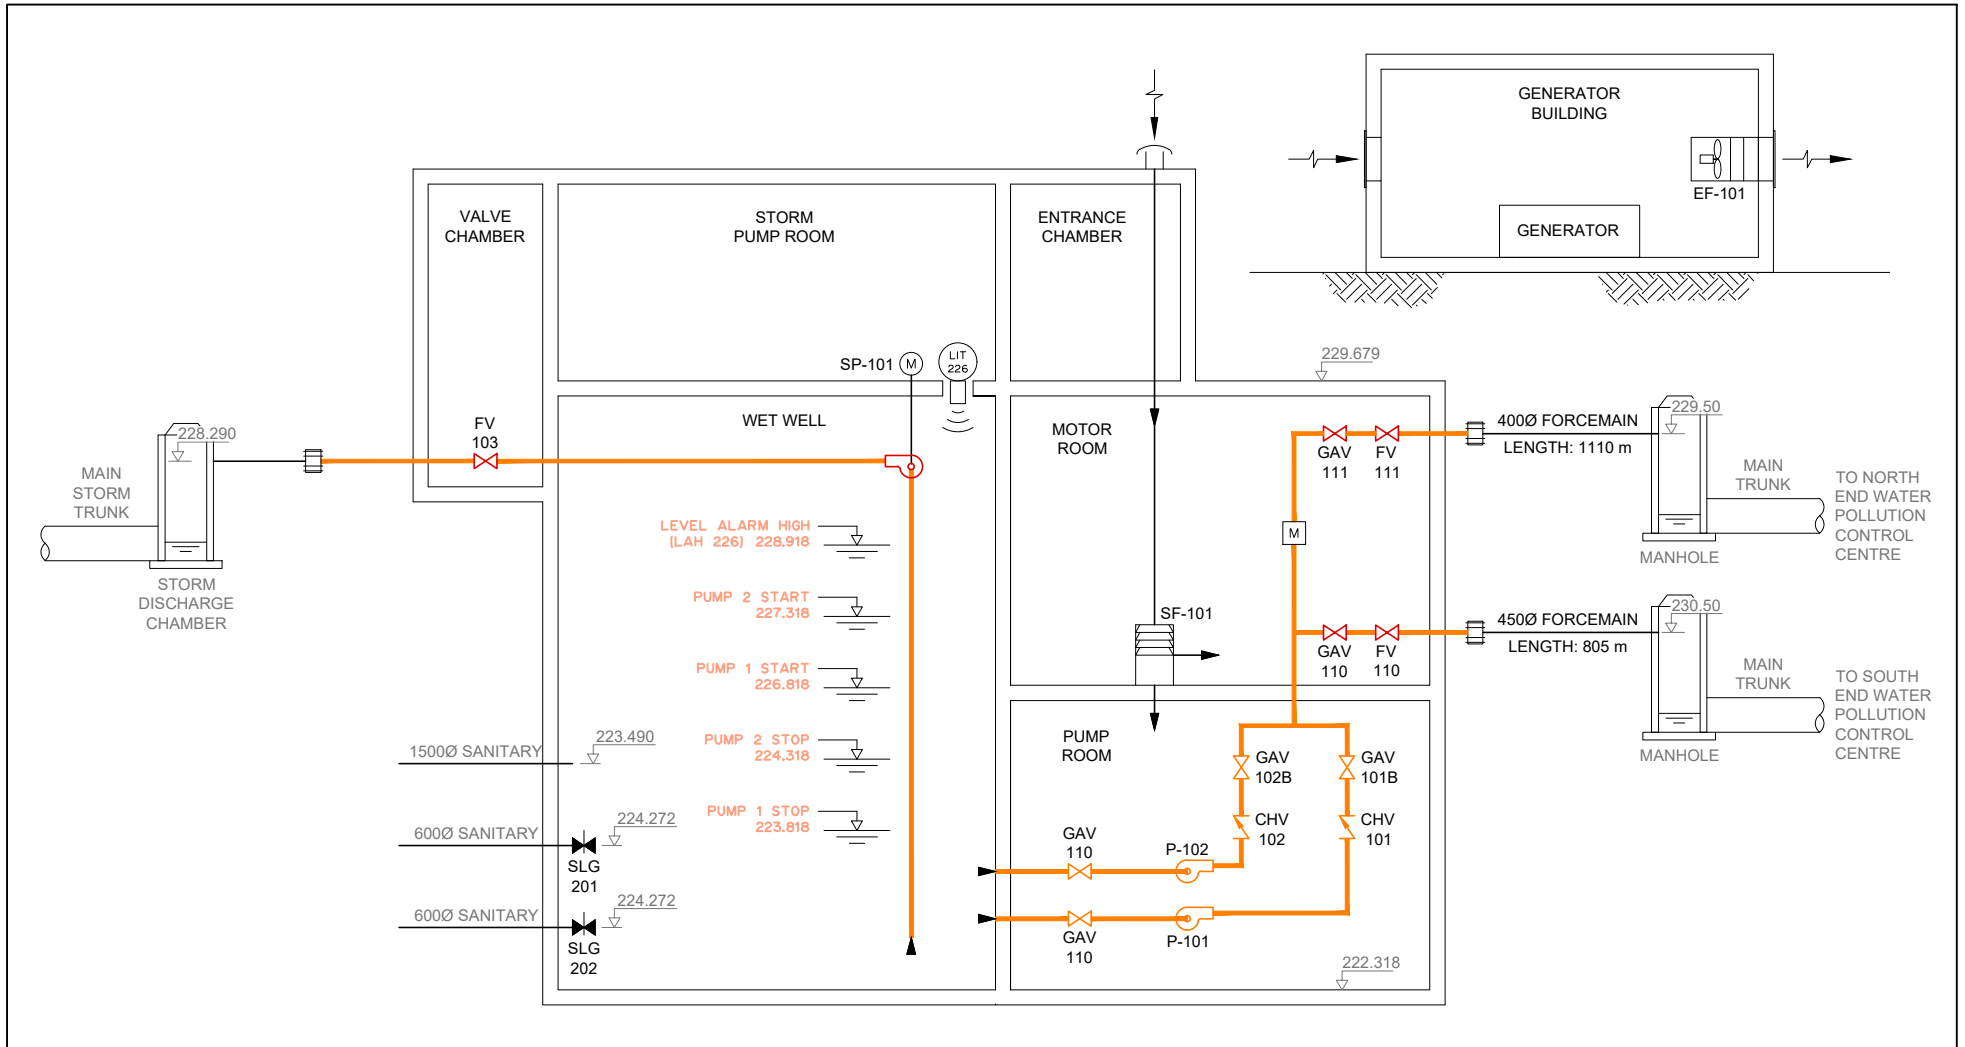 GENERATOR
BUILDING
EF-101
GENERATOR
VALVE
CHAMBER
STORM
PUMP ROOM
ENTRANCE
CHAMBER
SP-101
M
LIT
226
229.679
FV
103
WET WELL
MOTOR
ROOM
GAV
111
FV
111
400Ø FORCEMAIN
LENGTH: 1110 m
229.50
228.290
MAIN
STORM
TRUNK
STORM
DISCHARGE
CHAMBER
MAIN
TRUNK
TO NORTH
END WATER
POLLUTION
CONTROL
CENTRE
MANHOLE
LEVEL ALARM HIGH
(LAH 226) 228.918
M
PUMP 2 START
227.318
SF-101
GAV
110
FV
110
450Ø FORCEMAIN
LENGTH: 805 m
230.50
PUMP 1 START
226.818
MAIN
TRUNK
TO SOUTH
END WATER
POLLUTION
CONTROL
CENTRE
MANHOLE
1500Ø SANITARY
223.490
PUMP 2 STOP
224.318
PUMP
ROOM
GAV
102B
GAV
101B
PUMP 1 STOP
223.818
600Ø SANITARY
224.272
SLG
201
GAV
110
P-102
CHV
102
CHV
101
600Ø SANITARY
224.272
SLG
202
GAV
110
P-101
222.318